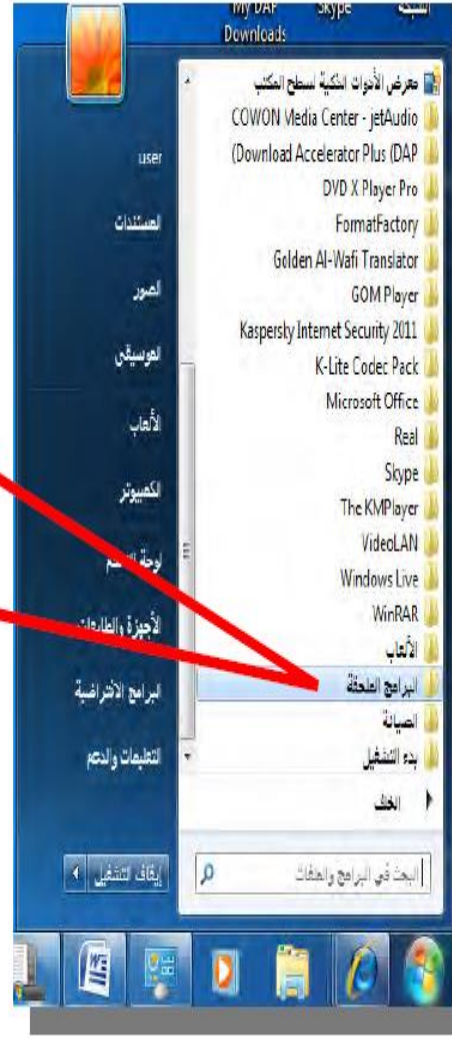 الشبكة
Skype
My DAP
Downloads
معرض الأدوات الذكية لسطح المكتب
COWON Media Center - jetAudio
(Download Accelerator Plus (DAP
DVD X Player Pro
FormatFactory
Golden Al-Wafi Translator
GOM Player
Kaspersky Internet Security 2011
K-Lite Codec Pack
Microsoft Office
Real
Skype
The KMPlayer
VideoLAN
Windows Live
WinRAR
الألعاب
البرامج الملحقة
الصيانة
بدء التشغيل
الخلف
البحث في البرامج والملفات
user
المستندات
الصور
الموسيقى
الألعاب
الكمبيوتر
لوحة
الأجهزة والطابعات
البرامج الافتراضية
التعليمات والدعم
إيقاف التشغيل